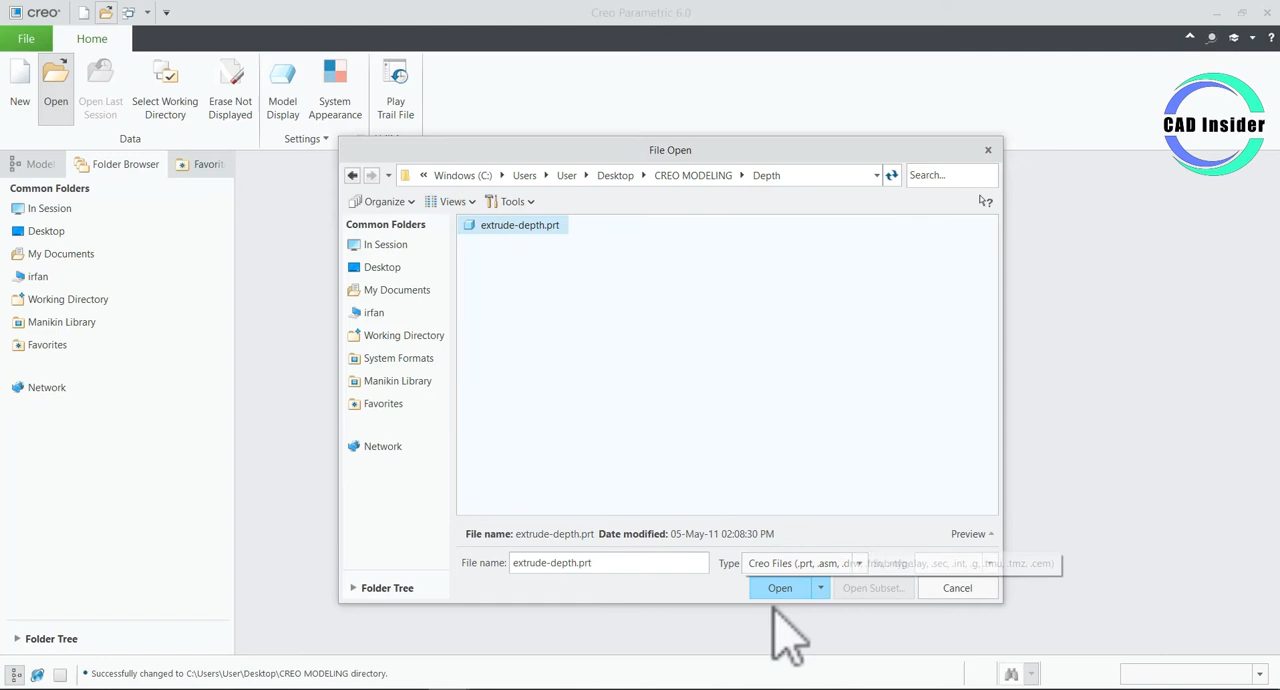 creo
Creo Parametric 6.0
File
Home
?
New
Open
Open Last Session
Select Working Directory
Erase Not Displayed
Model Display
System Appearance
Play Trail File
Data
Settings
CAD Insider
Mode
Folder Browser
Favorit
Common Folders
In Session
Desktop
My Documents
irfan
Working Directory
Manikin Library
Favorites
Network
Folder Tree
File Open
« Windows (C:) Users User Desktop CREO MODELING Depth
Search...
Organize Views Tools
?
Common Folders
In Session
Desktop
My Documents
irfan
Working Directory
System Formats
Manikin Library
Favorites
Network
Folder Tree
extrude-depth.prt
File name: extrude-depth.prt Date modified: 05-May-11 02:08:30 PM
Preview
File name: extrude-depth.prt
Type Creo Files (.prt, .asm, .int, .g, .tmz, .cem)
Open
Open Subset...
Cancel
• Successfully changed to C:\Users\User\Desktop\CREO MODELING directory.